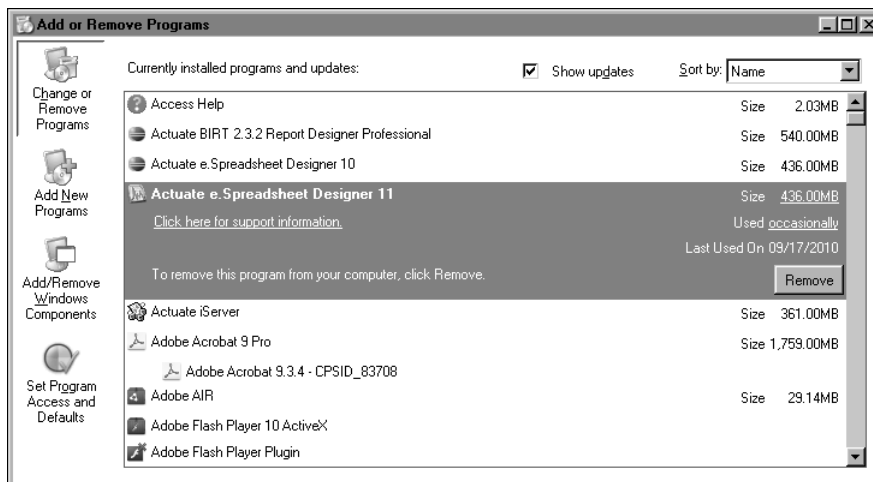 Add or Remove Programs
Change or
Remove
Programs
Add New
Programs
Add/Remove
Windows
Components
Set Program
Access and
Defaults
Currently installed programs and updates:
Show updates
Sort by: Name
Access Help Size 2.03MB
Actuate BIRT 2.3.2 Report Designer Professional Size 540.00MB
Actuate e.Spreadsheet Designer 10 Size 436.00MB
Actuate e.Spreadsheet Designer 11 Size 436.00MB
Click here for support information. Used occasionally
Last Used On 09/17/2010
To remove this program from your computer, click Remove. Remove
Actuate iServer Size 361.00MB
Adobe Acrobat 9 Pro Size 1,759.00MB
Adobe Acrobat 9.3.4 - CPSID_83708
Adobe AIR Size 29.14MB
Adobe Flash Player 10 ActiveX
Adobe Flash Player Plugin